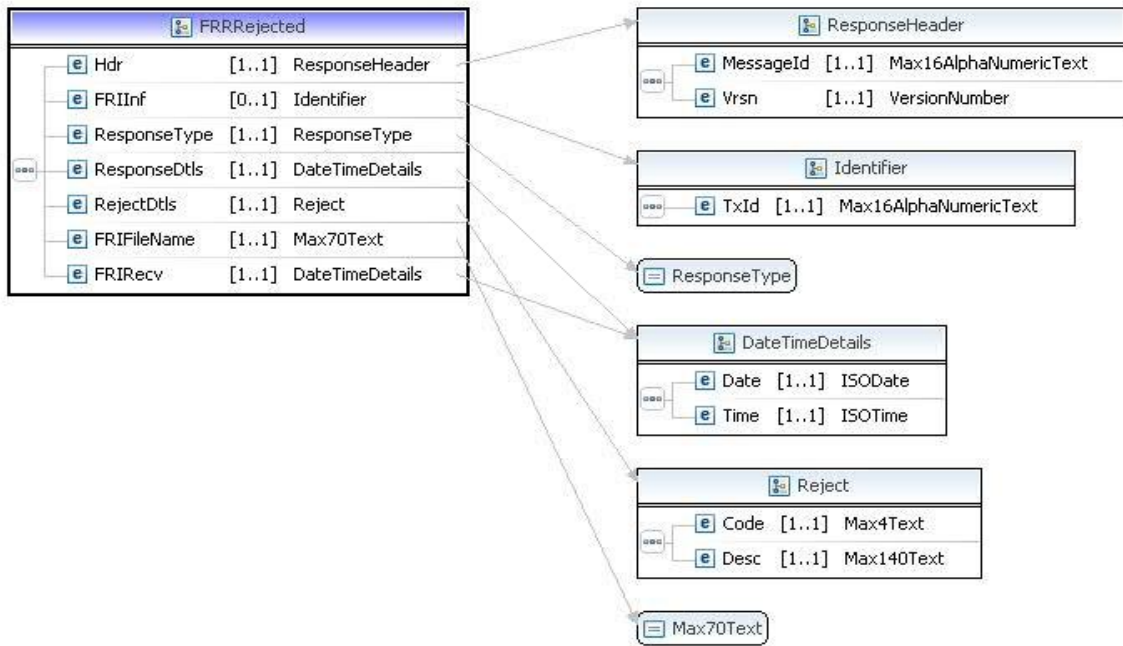 FRRRejected
e Hdr [1..1] ResponseHeader
e FRIInf [0..1] Identifier
e ResponseType [1..1] ResponseType
e ResponseDtls [1..1] DateTimeDetails
e RejectDtls [1..1] Reject
e FRIFileName [1..1] Max70Text
e FRIRecv [1..1] DateTimeDetails
ResponseHeader
e MessageId [1..1] Max16AlphaNumericText
e Vrsn [1..1] VersionNumber
Identifier
e TxId [1..1] Max16AlphaNumericText
ResponseType
DateTimeDetails
e Date [1..1] ISODate
e Time [1..1] ISOTime
Reject
e Code [1..1] Max4Text
e Desc [1..1] Max140Text
Max70Text